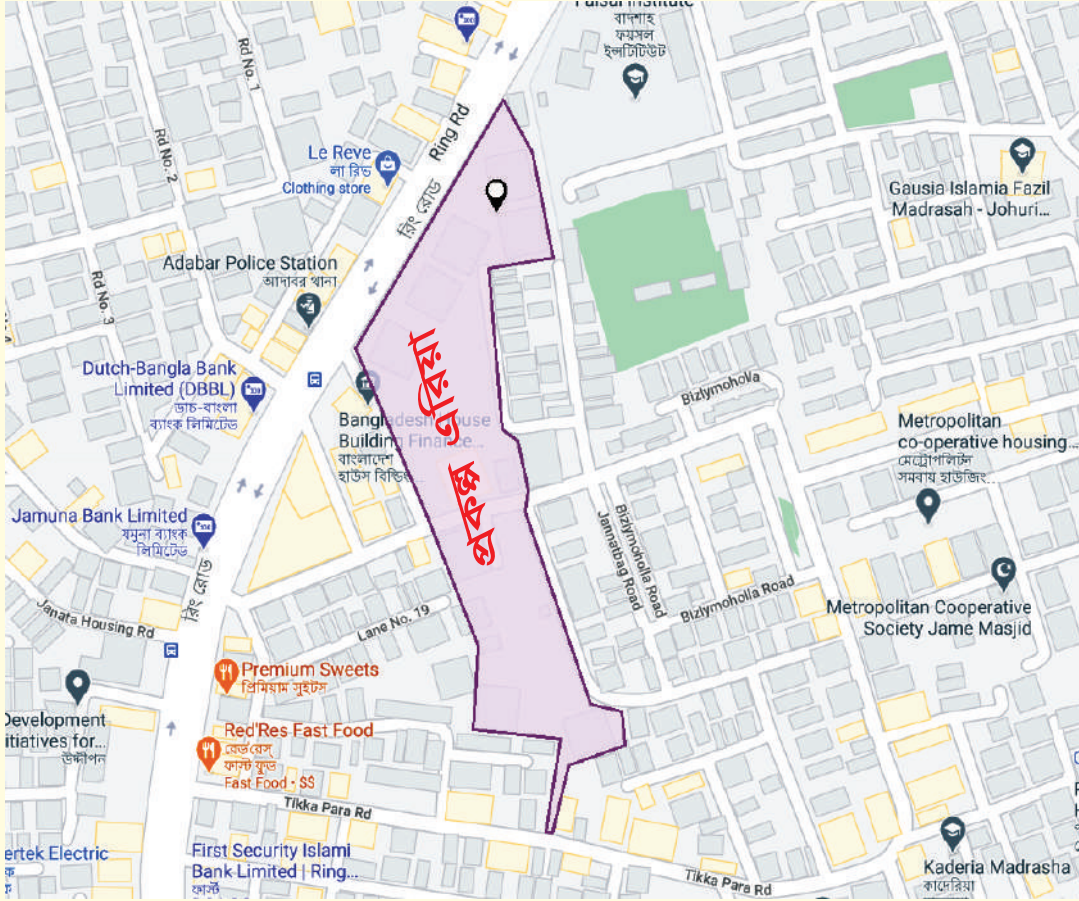 Faisal Institute
বাদশাহ
ফয়সল
ইন্সটিটিউট
Rd No. 1
Ring Rd
রিং রোড
Le Reve
লা রিভ
Clothing store
Rd No. 2
Gausia Islamia Fazil
Madrasah - Johuri...
Adabar Police Station
আদাবর থানা
Rd No. 3
Dutch-Bangla Bank
Limited (DBBL)
ডাচ-বাংলা
ব্যাংক লিমিটেড
প্রকল্প এরিয়া
Bangladesh House
Building Finance...
বাংলাদেশ
হাউস বিল্ডিং...
Bizlymoholla
Metropolitan
co-operative housing...
মেট্রোপলিটন
সমবায় হাউজিং...
Jamuna Bank Limited
যমুনা ব্যাংক
লিমিটেড
Bizlymoholla Road
Jannatbag Road
Bizlymoholla Road
রিং রোড
Janata Housing Rd
Lane No. 19
Metropolitan Cooperative
Society Jame Masjid
Premium Sweets
প্রিমিয়াম সুইটস
Development
itiatives for...
উদ্দীপন
Red'Res Fast Food
রেড'রেস
ফাস্ট ফুড
Fast Food · $$
Tikka Para Rd
ertek Electric
ক
ক
First Security Islami
Bank Limited | Ring...
ফার্স্ট
Tikka Para Rd
Kaderia Madrasha
কাদেরিয়া